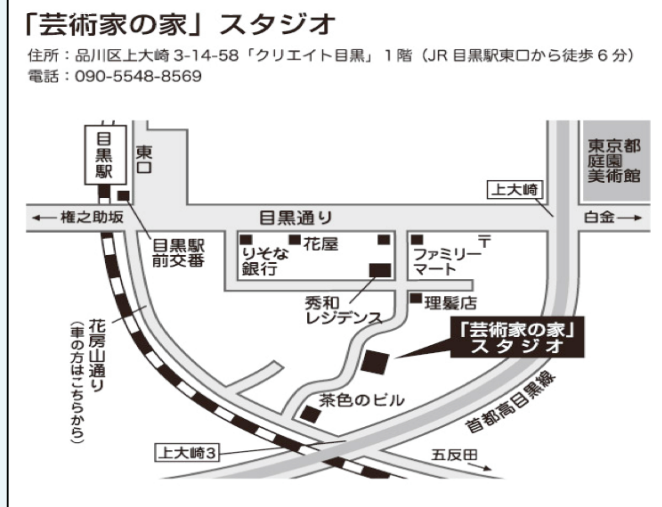 「芸術家の家」スタジオ
住所：品川区上大崎 3-14-58「クリエイト目黒」1 階（JR 目黒駅東口から徒歩 6 分）
電話：090-5548-8569
目黒駅
東口
東京都
庭園
美術館
上大崎
←権之助坂
目黒通り
白金→
目黒駅
前交番
りそな
銀行
花屋
ファミリー
マート
〒
秀和
レジデンス
理髪店
「芸術家の家」
スタジオ
花房山通り
（車の方はこちらから）
茶色のビル
首都高目黒線
上大崎3
五反田